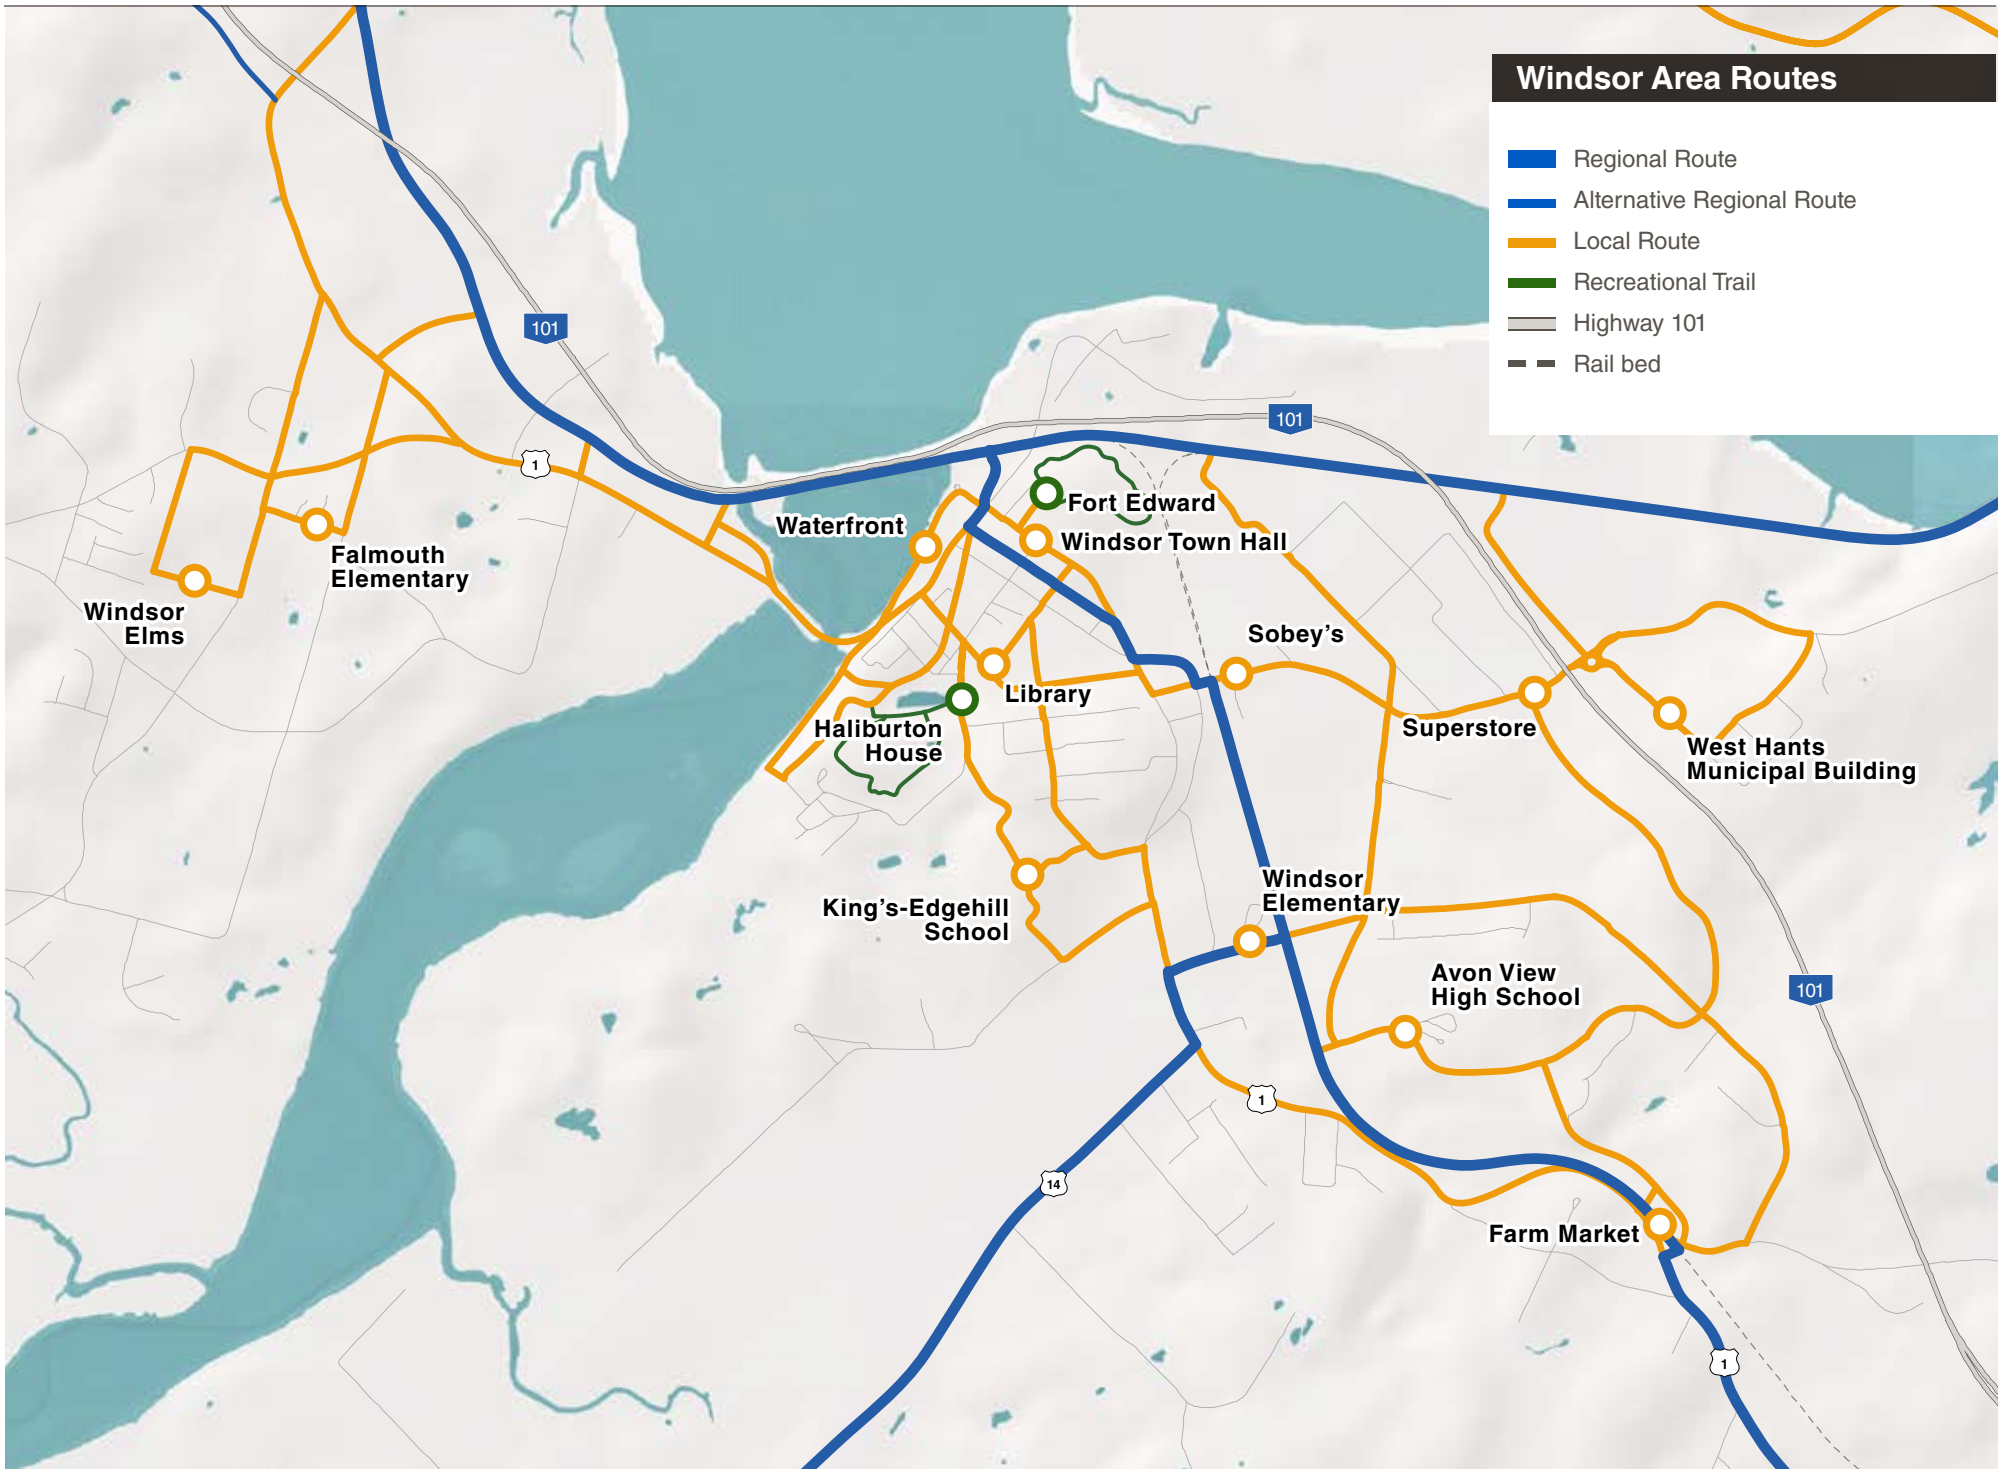 Windsor Area Routes
Regional Route
Alternative Regional Route
Local Route
Recreational Trail
Highway 101
Rail bed
101
101
1
Fort Edward
Waterfront
Windsor Town Hall
Falmouth
Elementary
Windsor
Elms
Sobey's
Library
Haliburton
House
Superstore
West Hants
Municipal Building
King's-Edgehill
School
Windsor
Elementary
Avon View
High School
101
1
14
Farm Market
1